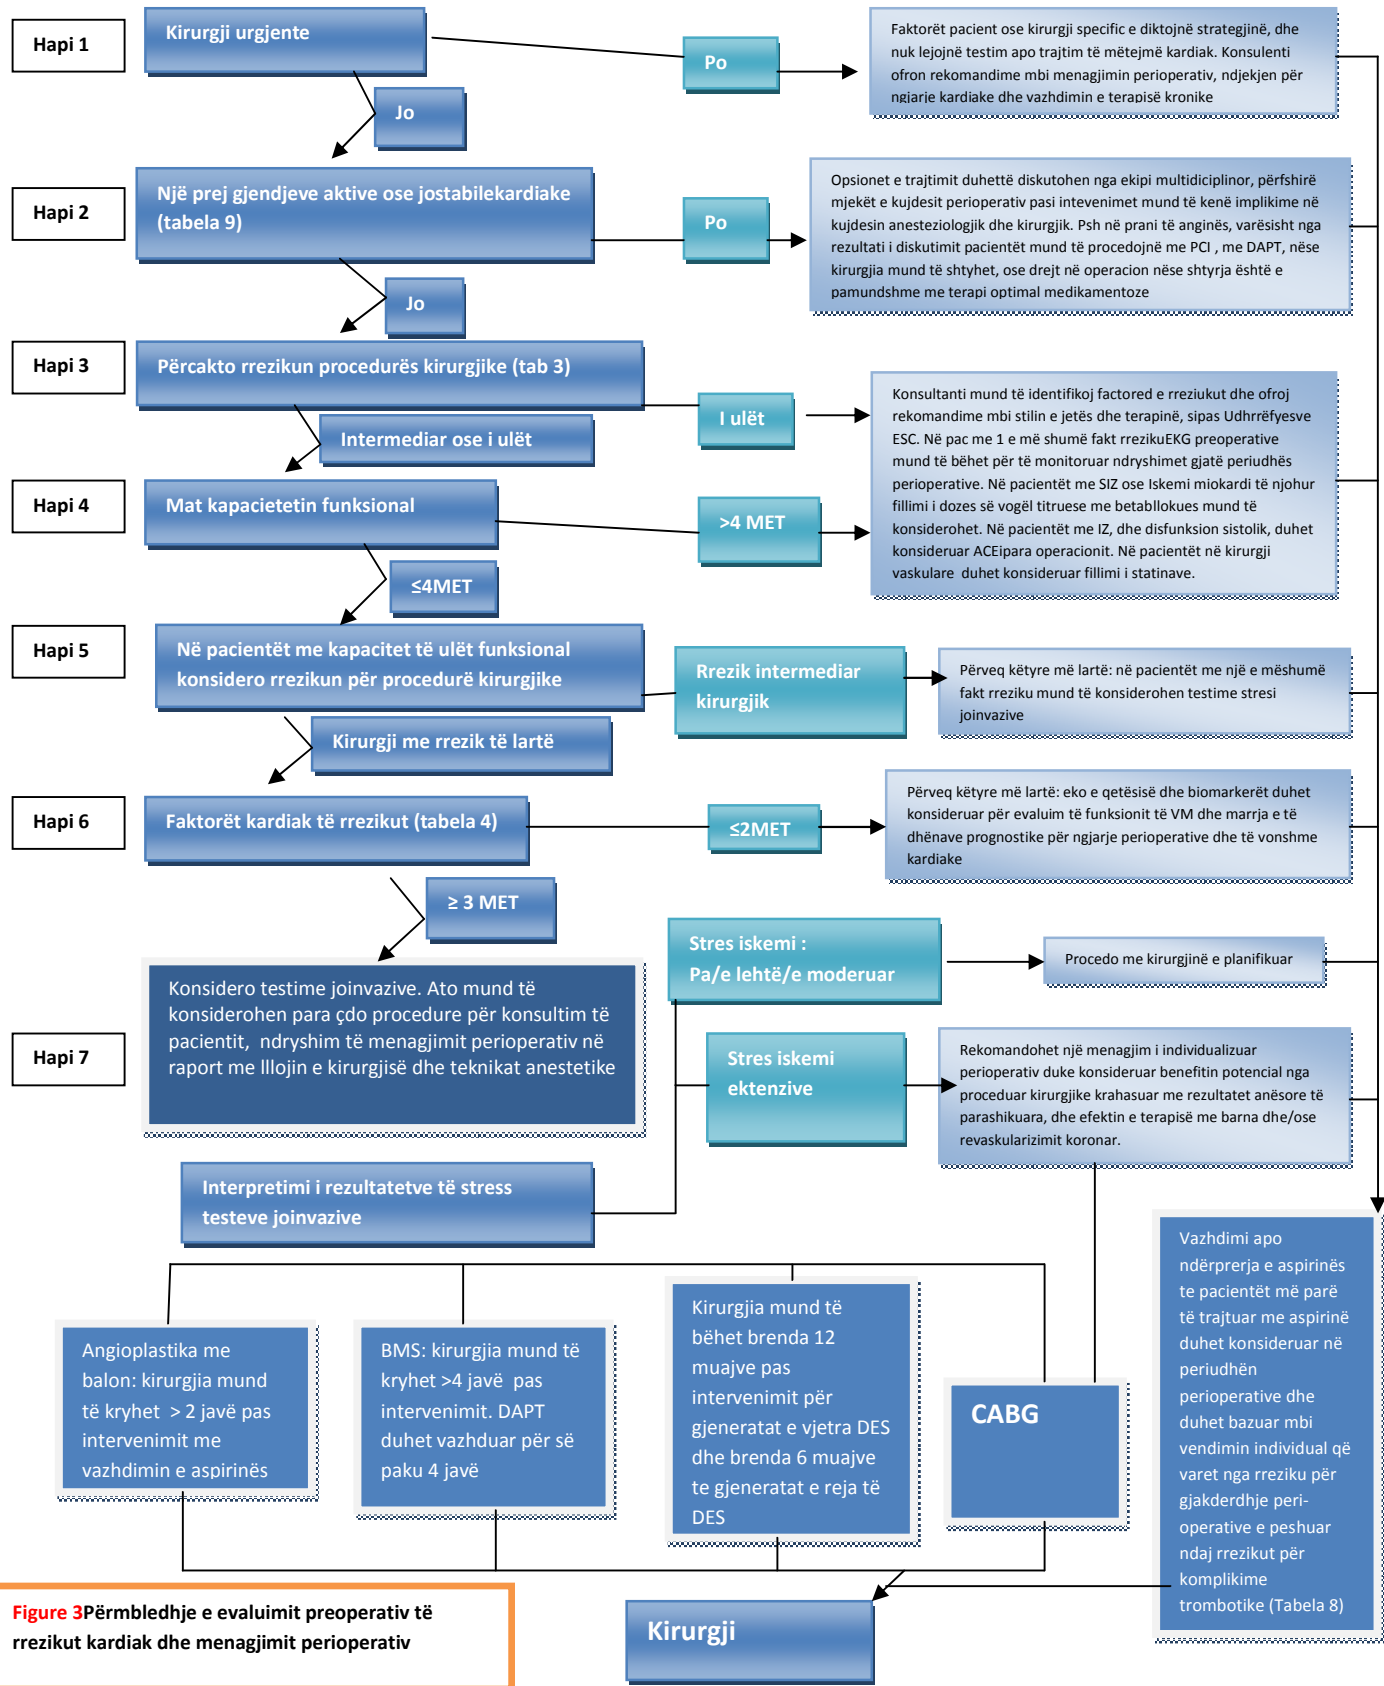 Hapi 1
Kirurgji urgjente
Po
Faktorët pacient ose kirurgji specific e diktojnë strategjinë, dhe
nuk lejojnë testim apo trajtim të mëtejmë kardiak. Konsulenti
ofron rekomandime mbi menagjimin perioperativ, ndjekjen për
ngjarje kardiake dhe vazhdimin e terapisë kronike
Jo
Hapi 2
Një prej gjendjeve aktive ose jostabilekardiake
(tabela 9)
Po
Opsionet e trajtimit duhettë diskutohen nga ekipi multidiciplinor, përfshirë
mjekët e kujdesit perioperativ pasi intevenimet mund të kenë implikime në
kujdesin anesteziologjik dhe kirurgjik. Psh në prani të anginës, varësisht nga
rezultati i diskutimit pacientët mund të procedojnë me PCI , me DAPT, nëse
kirurgjia mund të shtyhet, ose drejt në operacion nëse shtyrja është e
pamundshme me terapi optimal medikamentoze
Jo
Hapi 3
Përcakto rrezikun procedurës kirurgjike (tab 3)
I ulët
Konsultanti mund të identifikoj factored e rreziukut dhe ofroj
rekomandime mbi stilin e jetës dhe terapinë, sipas Udhrrëfyesve
ESC. Në pac me 1 e më shumë fakt rrezikuEKG preoperative
mund të bëhet për të monitoruar ndryshimet gjatë periudhës
perioperative. Në pacientët me SIZ ose Iskemi miokardi të njohur
fillimi i dozes së vogël titruese me betabllokues mund të
konsiderohet. Në pacientët me IZ, dhe disfunksion sistolik, duhet
konsideruar ACEipara operacionit. Në pacientët në kirurgji
vaskulare duhet konsideruar fillimi i statinave.
Intermediar ose i ulët
Hapi 4
Mat kapacietetin funksional
>4 MET
≤4MET
Hapi 5
Në pacientët me kapacitet të ulët funksional
konsidero rrezikun për procedurë kirurgjike
Rrezik intermediar
kirurgjik
Përveq këtyre më lartë: në pacientët me një e mëshumë
fakt rreziku mund të konsiderohen testime stresi
joinvazive
Kirurgji me rrezik të lartë
Hapi 6
Faktorët kardiak të rrezikut (tabela 4)
≤2MET
Përveq këtyre më lartë: eko e qetësisë dhe biomarkerët duhet
konsideruar për evaluim të funksionit të VM dhe marrja e të
dhënave prognostike për ngjarje perioperative dhe të vonshme
kardiake
≥ 3 MET
Hapi 7
Konsidero testime joinvazive. Ato mund të
konsiderohen para çdo procedure për konsultim të
pacientit, ndryshim të menagjimit perioperativ në
raport me lllojin e kirurgjisë dhe teknikat anestetike
Stres iskemi :
Pa/e lehtë/e moderuar
Procedo me kirurgjinë e planifikuar
Stres iskemi
ektenzive
Rekomandohet një menagjim i individualizuar
perioperativ duke konsideruar benefitin potencial nga
proceduar kirurgjike krahasuar me rezultatet anësore të
parashikuara, dhe efektin e terapisë me barna dhe/ose
revaskularizimit koronar.
Interpretimi i rezultatetve të stress
testeve joinvazive
Angioplastika me
balon: kirurgjia mund
të kryhet > 2 javë pas
intervenimit me
vazhdimin e aspirinës
BMS: kirurgjia mund të
kryhet >4 javë pas
intervenimit. DAPT
duhet vazhduar për së
paku 4 javë
Kirurgjia mund të
bëhet brenda 12
muajve pas
intervenimit për
gjeneratat e vjetra DES
dhe brenda 6 muajve
te gjeneratat e reja të
DES
CABG
Vazhdimi apo
ndërprerja e aspirinës
te pacientët më parë
të trajtuar me aspirinë
duhet konsideruar në
periudhën
perioperative dhe
duhet bazuar mbi
vendimin individual që
varet nga rreziku për
gjakderdhje peri-
operative e peshuar
ndaj rrezikut për
komplikime
trombotike (Tabela 8)
Kirurgji
Figure 3Përmbledhje e evaluimit preoperativ të
rrezikut kardiak dhe menagjimit perioperativ